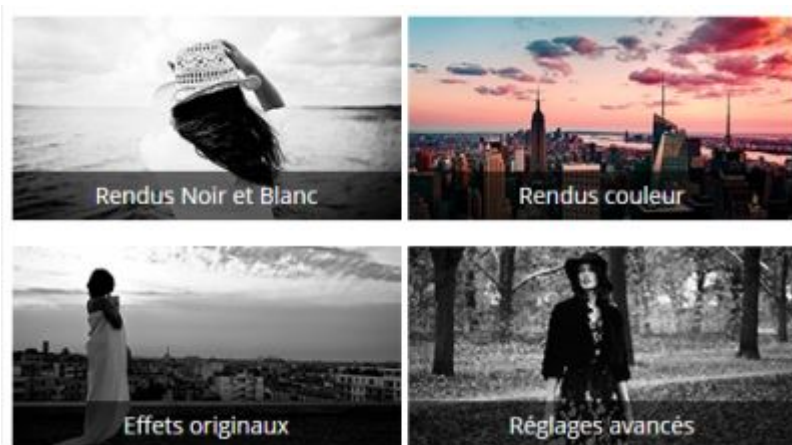 Rendus Noir et Blanc
Rendus couleur
Effets originaux
Réglages avancés